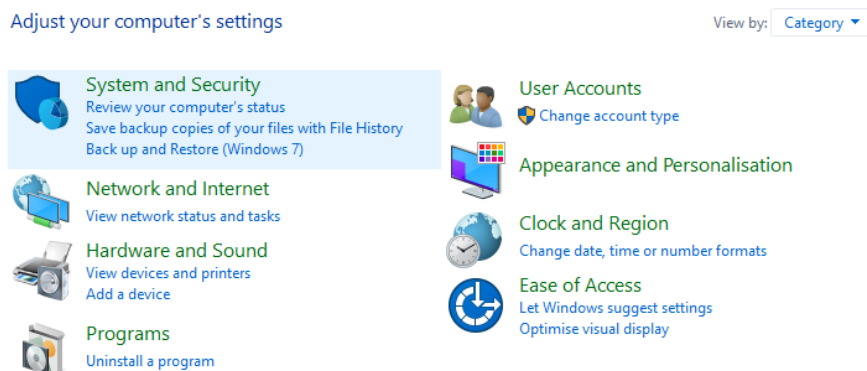 Adjust your computer's settings
View by: Category
System and Security
Review your computer's status
Save backup copies of your files with File History
Back up and Restore (Windows 7)
Network and Internet
View network status and tasks
Hardware and Sound
View devices and printers
Add a device
Programs
Uninstall a program
User Accounts
Change account type
Appearance and Personalisation
Clock and Region
Change date, time or number formats
Ease of Access
Let Windows suggest settings
Optimise visual display